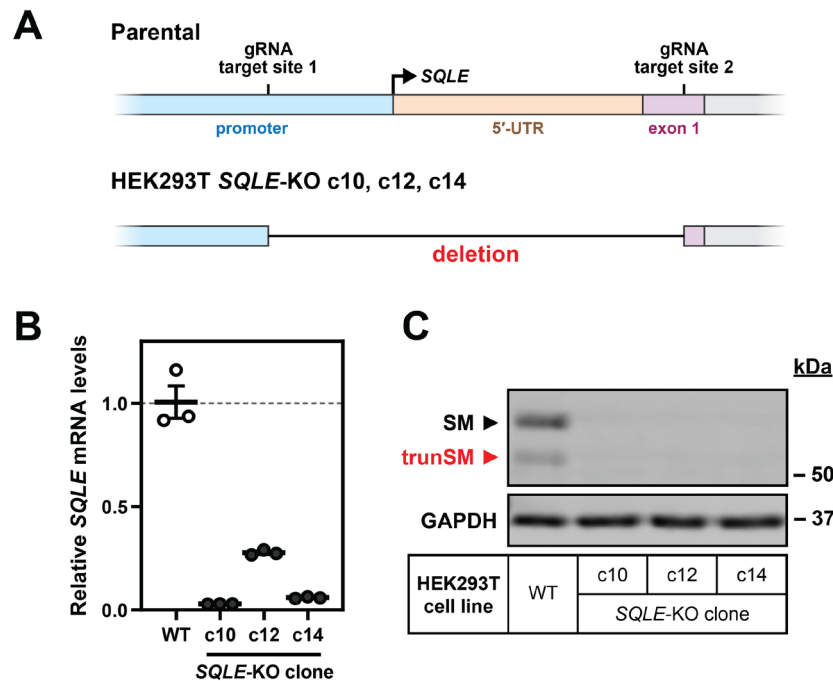 A
Parental
gRNA
target site 1
SQLE
gRNA
target site 2
promoter
5′-UTR
exon 1
HEK293T SQLE-KO c10, c12, c14
deletion
B
Relative SQLE mRNA levels
1.0
0.5
0.0
WT c10 c12 c14
SQLE-KO clone
C
kDa
SM
trunSM
50
GAPDH
37
HEK293T
cell line
WT
c10 c12 c14
SQLE-KO clone